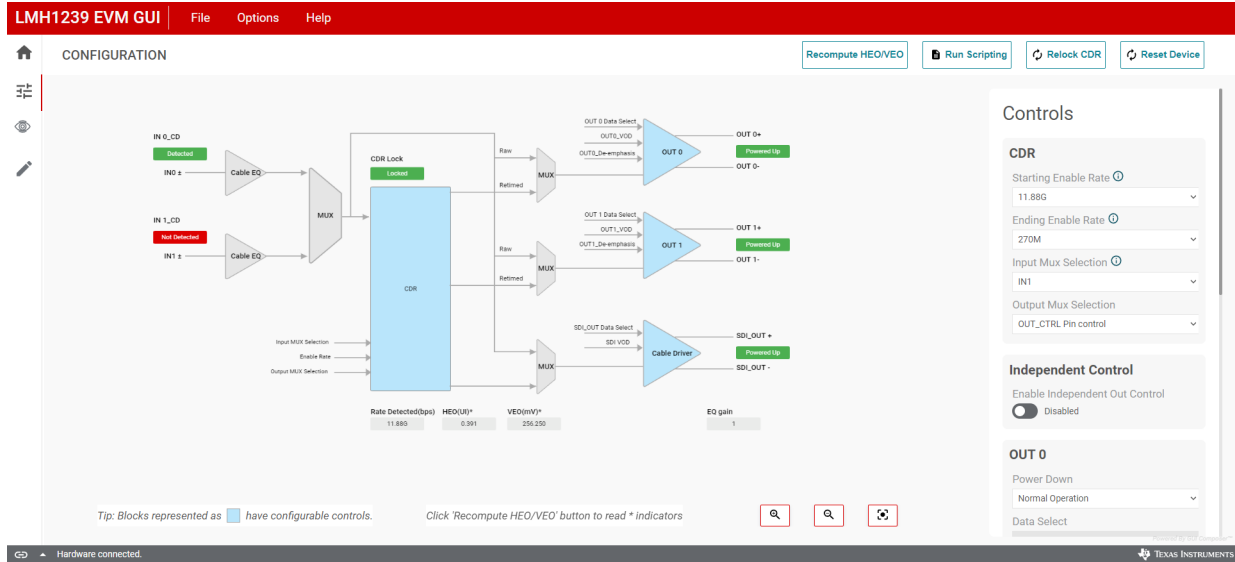 LMH1239 EVM GUI File Options Help
CONFIGURATION
Recompute HEO/VEO
Run Scripting
Relock CDR
Reset Device
IN 0_CD
Detected
IN0 ±
Cable EQ
IN 1_CD
Not Detected
IN1 ±
Cable EQ
MUX
CDR Lock
Locked
CDR
Input MUX Selection
Enable Rate
Output MUX Selection
Raw
Retimed
MUX
OUT 0 Data Select
OUT0_VOD
OUT0_De-emphasis
OUT 0
OUT 0+
Powered Up
OUT 0-
Raw
Retimed
MUX
OUT 1 Data Select
OUT1_VOD
OUT1_De-emphasis
OUT 1
OUT 1+
Powered Up
OUT 1-
MUX
SDI_OUT Data Select
SDI VOD
Cable Driver
SDI_OUT +
Powered Up
SDI_OUT -
Rate Detected(bps) HEO(UI)* VEO(mV)* EQ gain
11.88G 0.391 256.250 1
Tip: Blocks represented as have configurable controls.
Click 'Recompute HEO/VEO' button to read * indicators
Controls
CDR
Starting Enable Rate
11.88G
Ending Enable Rate
270M
Input Mux Selection
IN1
Output Mux Selection
OUT_CTRL Pin control
Independent Control
Enable Independent Out Control
Disabled
OUT 0
Power Down
Normal Operation
Data Select
Powered By GUI Composer™
Hardware connected.
TEXAS INSTRUMENTS